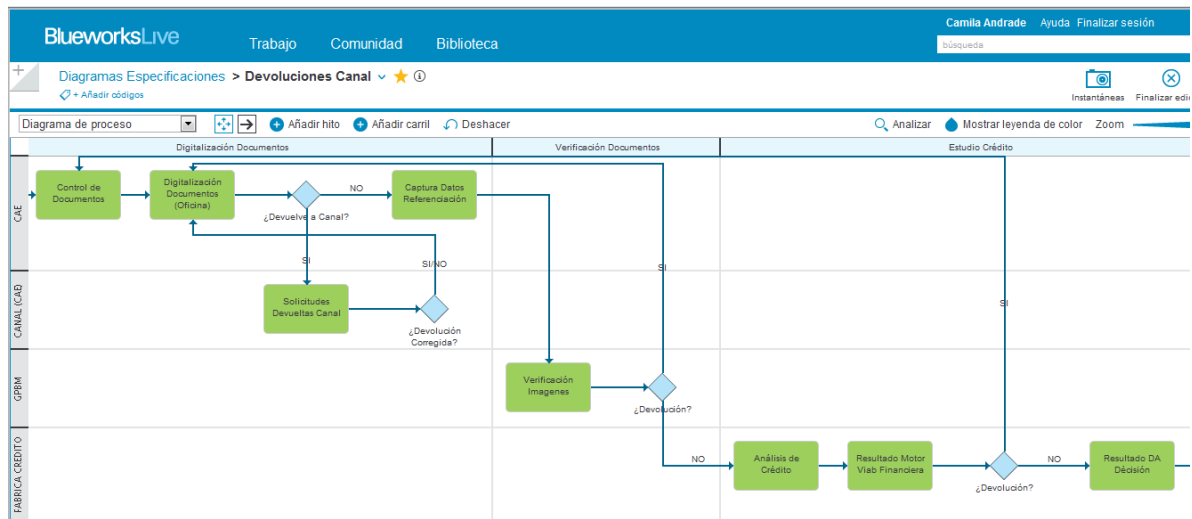 Camila Andrade Ayuda Finalizar sesión
BlueworksLive Trabajo Comunidad Biblioteca
búsqueda
Diagramas Especificaciones > Devoluciones Canal
+ Añadir códigos
Instantáneas Finalizar edic
Diagrama de proceso Añadir hito Añadir carril Deshacer Analizar Mostrar leyenda de color Zoom
Digitalización Documentos Verificación Documentos Estudio Crédito
CAE
Control de
Documentos
Digitalización
Documentos
(Oficina)
¿Devuelve a Canal?
NO
Captura Datos
Referenciación
SI
SI/NO
SI
CANAL (CAE)
Solicitudes
Devueltas Canal
¿Devolución
Corregida?
SI
GPBM
Verificación
Imagenes
¿Devolución?
FABRICA CREDITO
NO
Análisis de
Crédito
Resultado Motor
Viab Financiera
¿Devolución?
NO
Resultado DA
Décisión